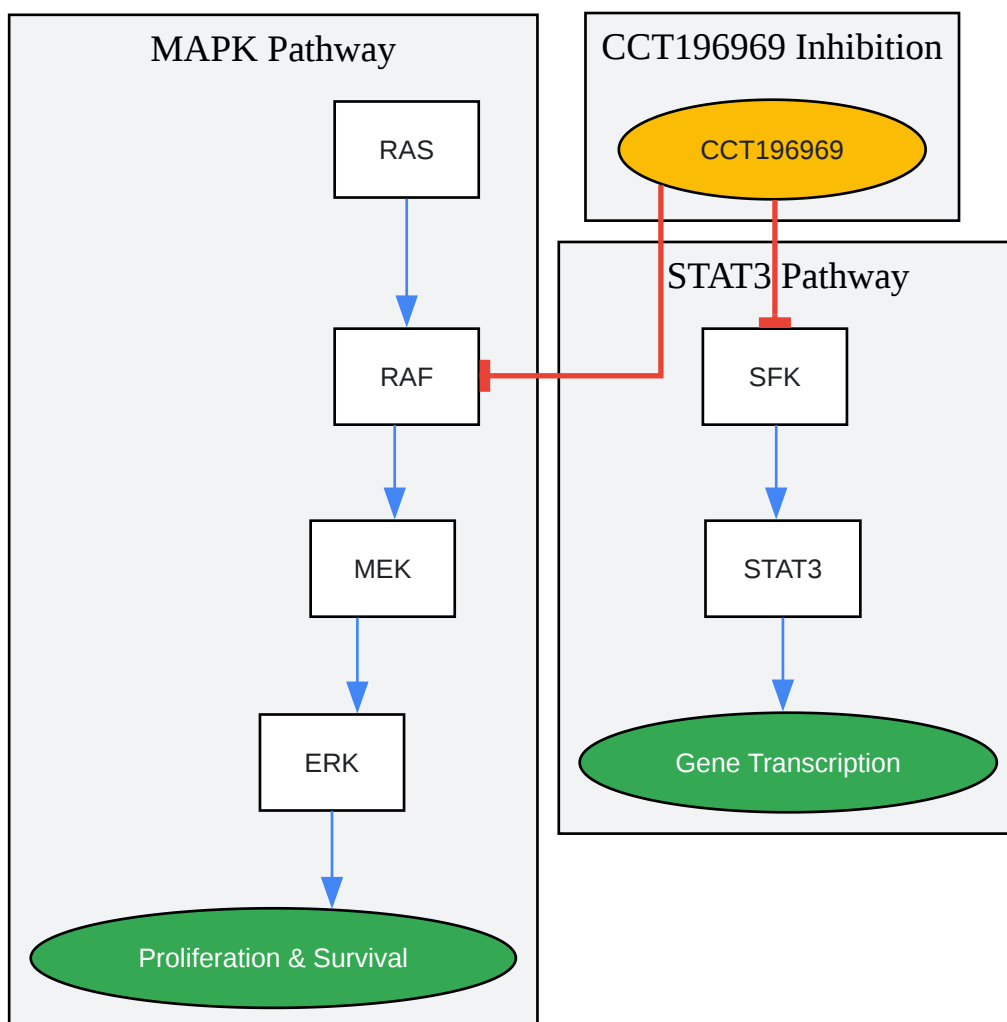 MAPK Pathway
RAS
RAF
MEK
ERK
Proliferation & Survival
CCT196969 Inhibition
CCT196969
STAT3 Pathway
SFK
STAT3
Gene Transcription